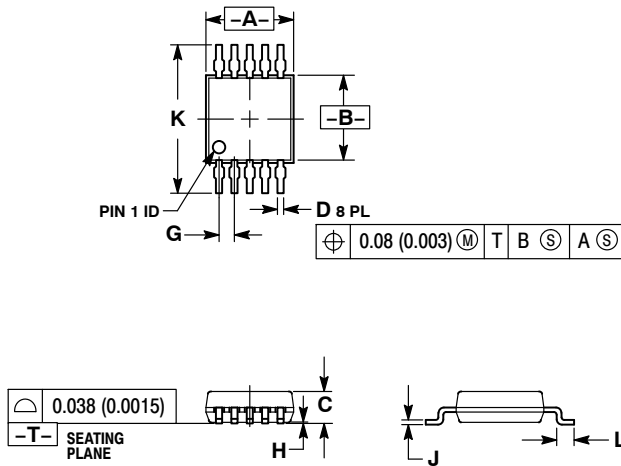 –A–
K
–B–
PIN 1 ID
G
D 8 PL
⌖ 0.08 (0.003) Ⓜ T B Ⓢ A Ⓢ
⌓ 0.038 (0.0015)
–T– SEATING
PLANE
C
H
J
L